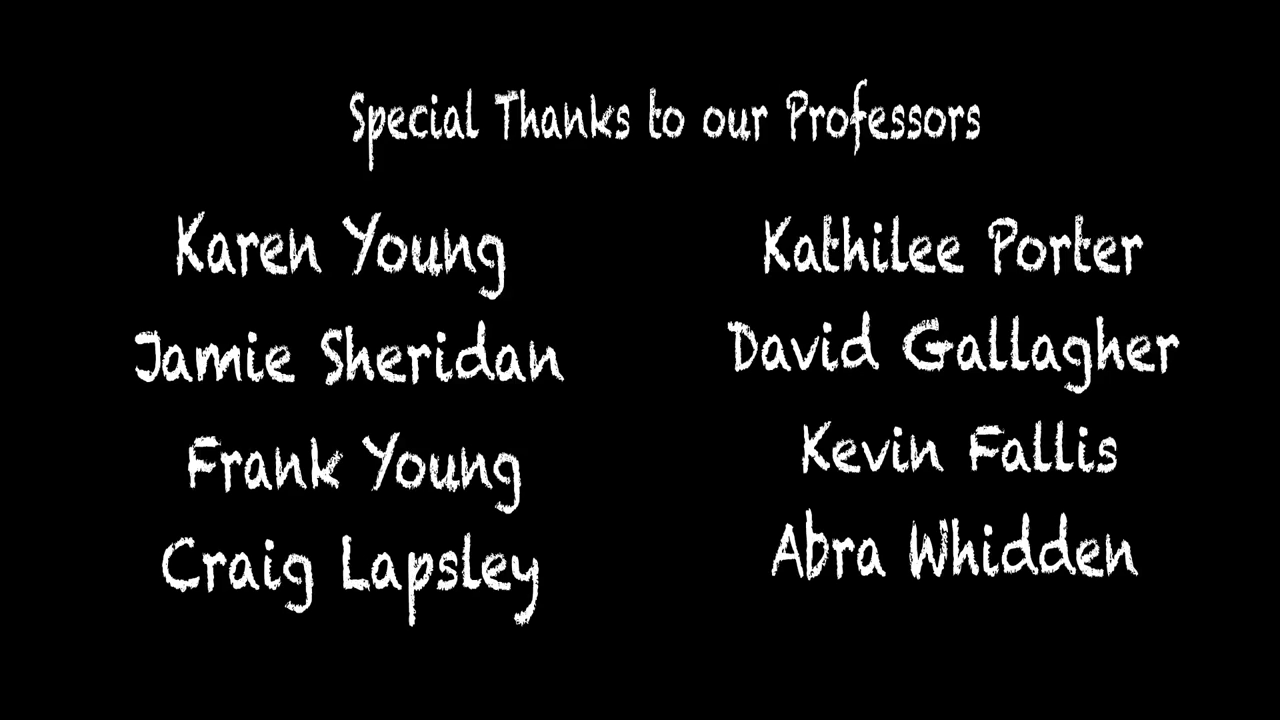 Special Thanks to our Professors
Karen Young
Jamie Sheridan
Frank Young
Craig Lapsley
Kathilee Porter
David Gallagher
Kevin Fallis
Abra Whidden